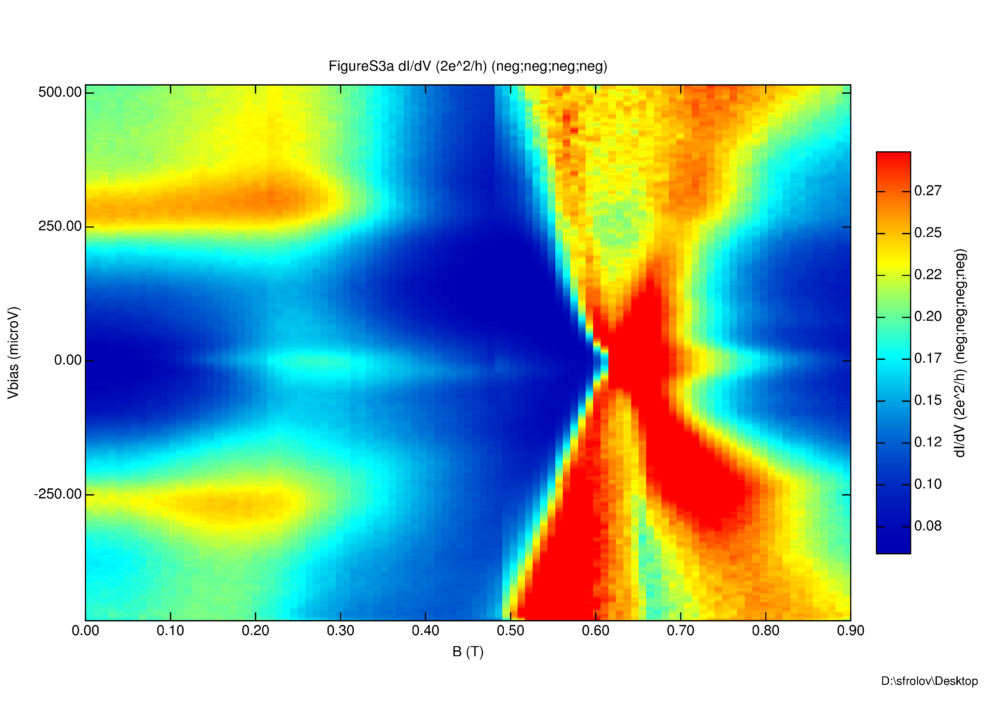 FigureS3a dI/dV (2e^2/h) (neg;neg;neg;neg)
500.00
250.00
0.00
-250.00
Vbias (microV)
0.00 0.10 0.20 0.30 0.40 0.50 0.60 0.70 0.80 0.90
B (T)
0.27
0.25
0.22
0.20
0.17
0.15
0.12
0.10
0.08
dI/dV (2e^2/h) (neg;neg;neg;neg)
D:\sfrolov\Desktop